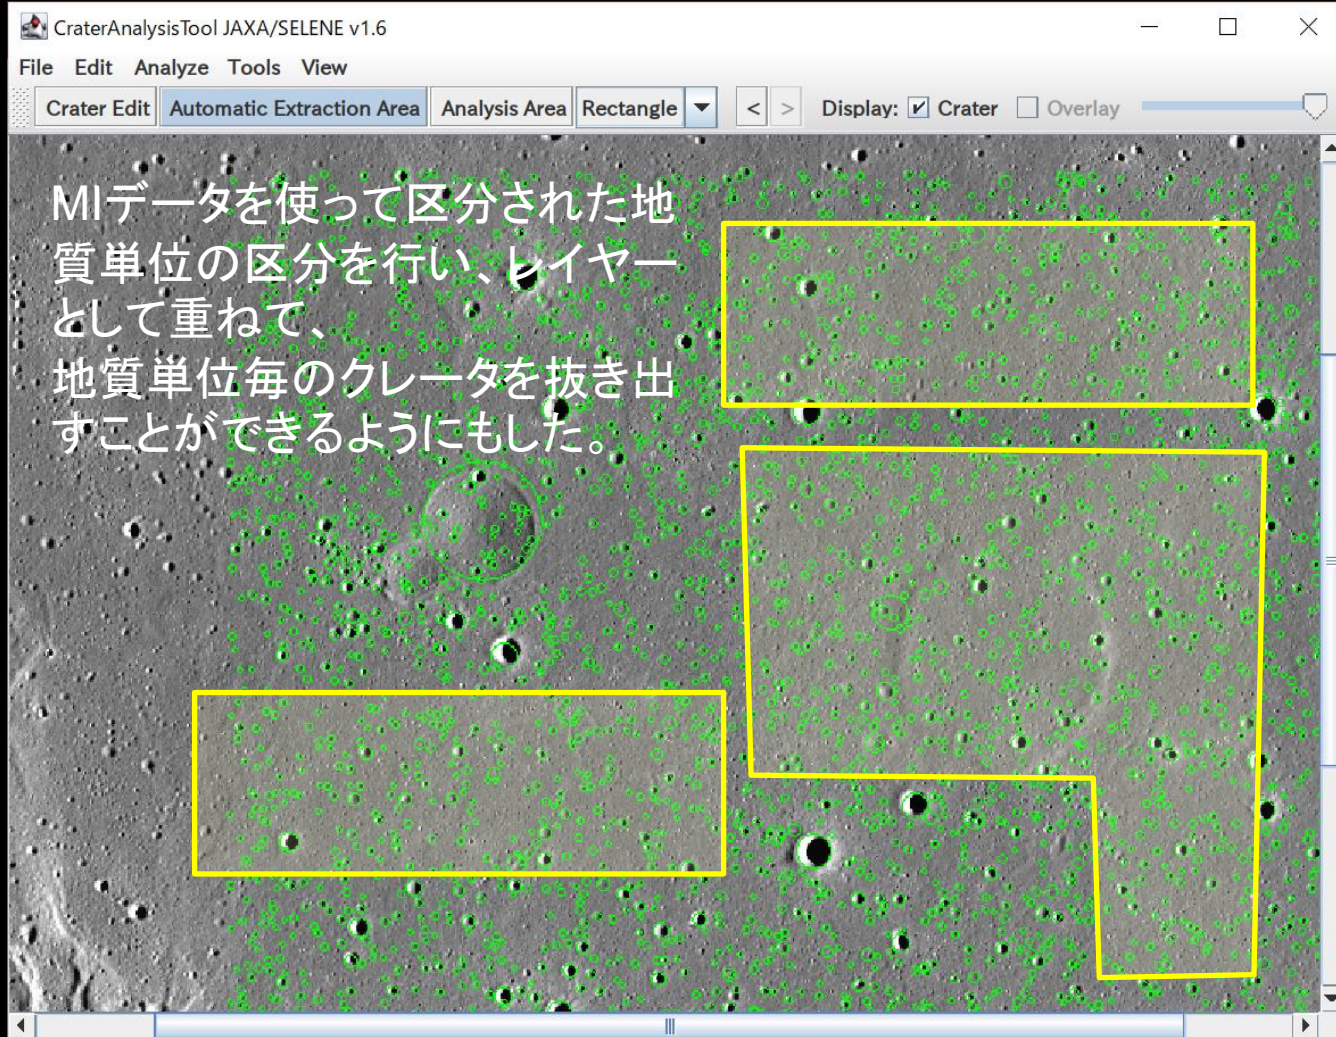 CraterAnalysisTool JAXA/SELENE v1.6
File Edit Analyze Tools View
Crater Edit Automatic Extraction Area Analysis Area Rectangle < > Display: Crater Overlay
MIデータを使って区分された地
質単位の区分を行い、レイヤー
として重ねて、
地質単位毎のクレータを抜き出
すことができるようにもした。